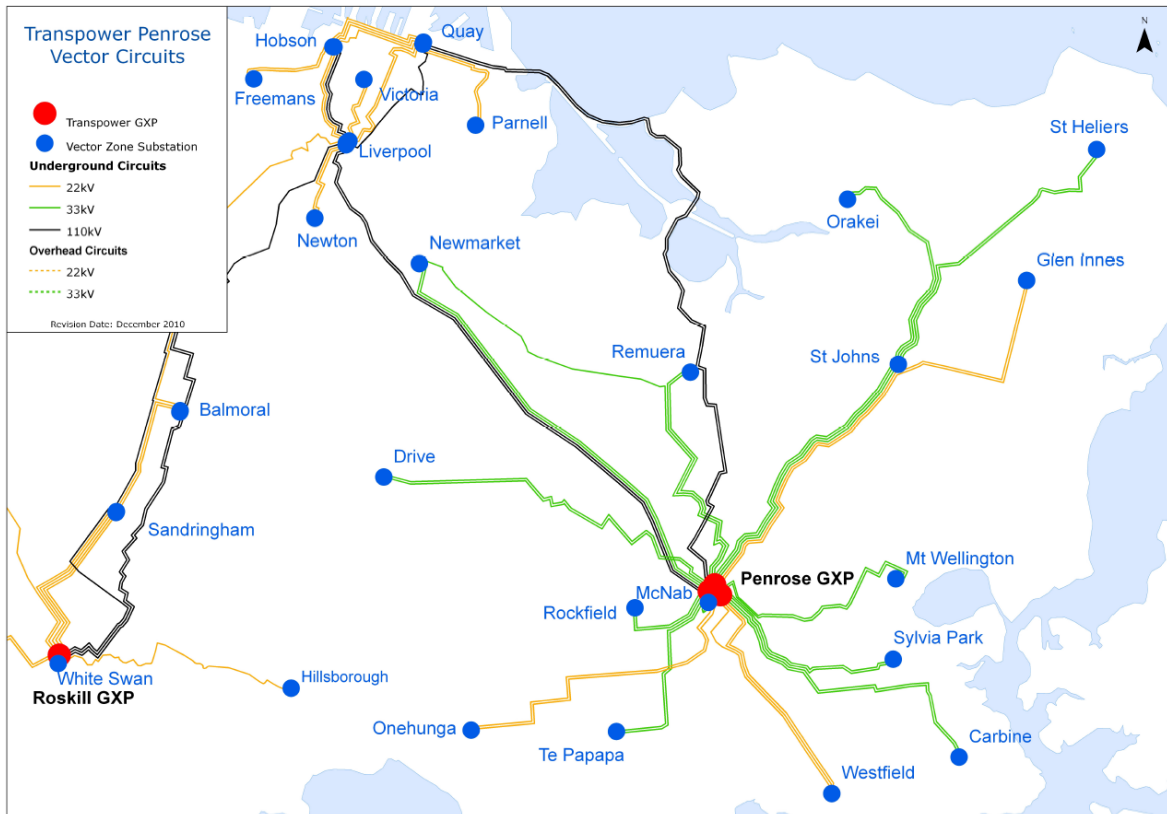 Transpower Penrose
Vector Circuits
Transpower GXP
Vector Zone Substation
Underground Circuits
22kV
33kV
110kV
Overhead Circuits
22kV
33kV
Revision Date: December 2010
N
Hobson
Quay
Freemans
Victoria
Parnell
Liverpool
St Heliers
Orakei
Newton
Newmarket
Glen Innes
Remuera
St Johns
Balmoral
Drive
Sandringham
Mt Wellington
Penrose GXP
McNab
Rockfield
Sylvia Park
White Swan
Hillsborough
Roskill GXP
Onehunga
Te Papapa
Carbine
Westfield